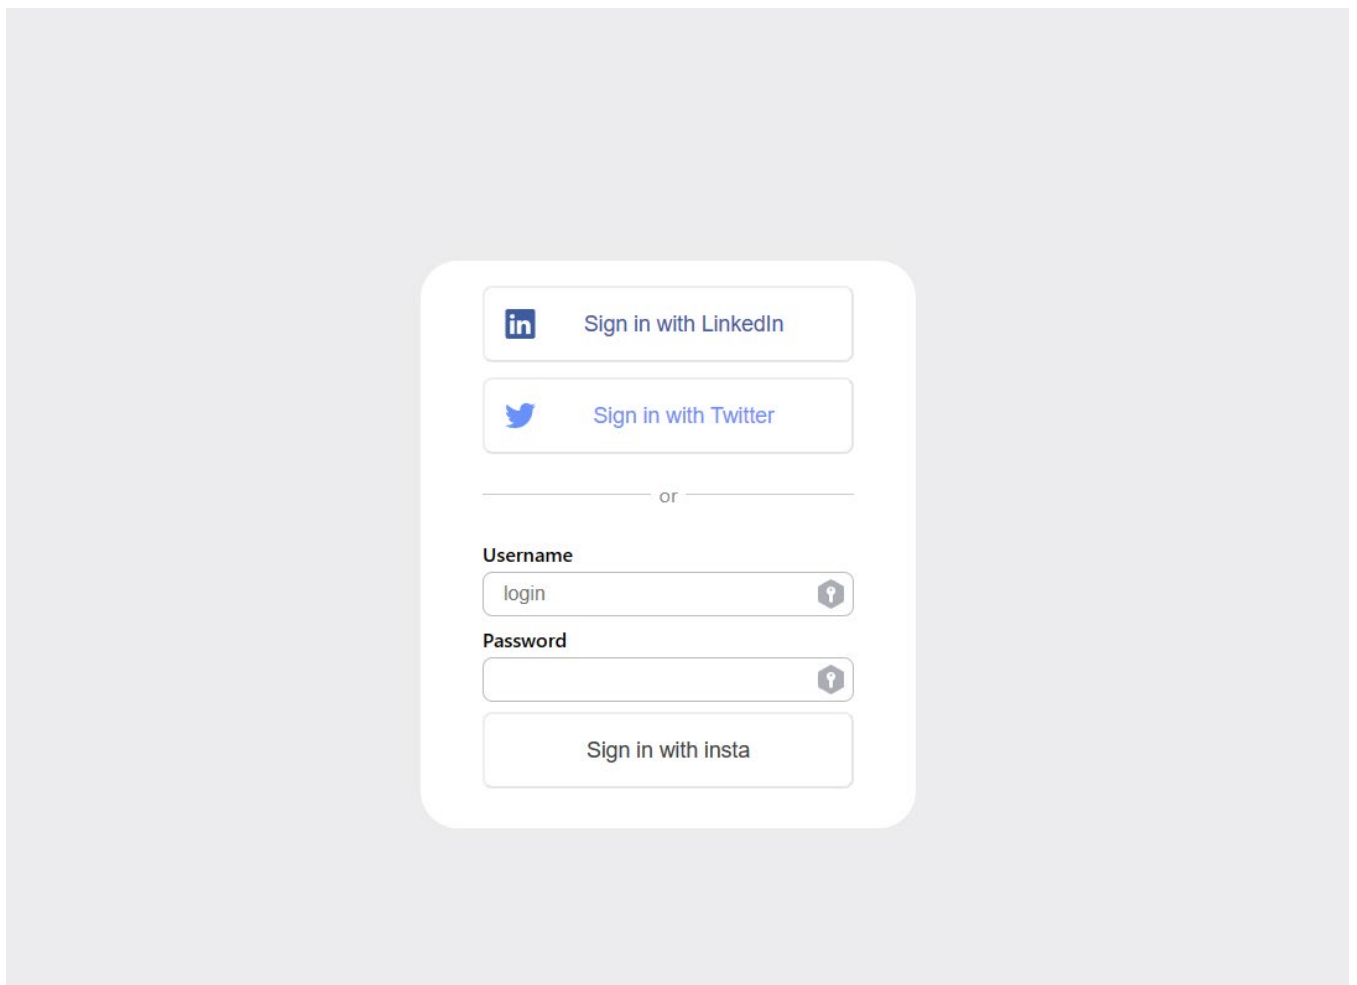 in Sign in with LinkedIn
Sign in with Twitter
or
Username
login
Password
Sign in with insta